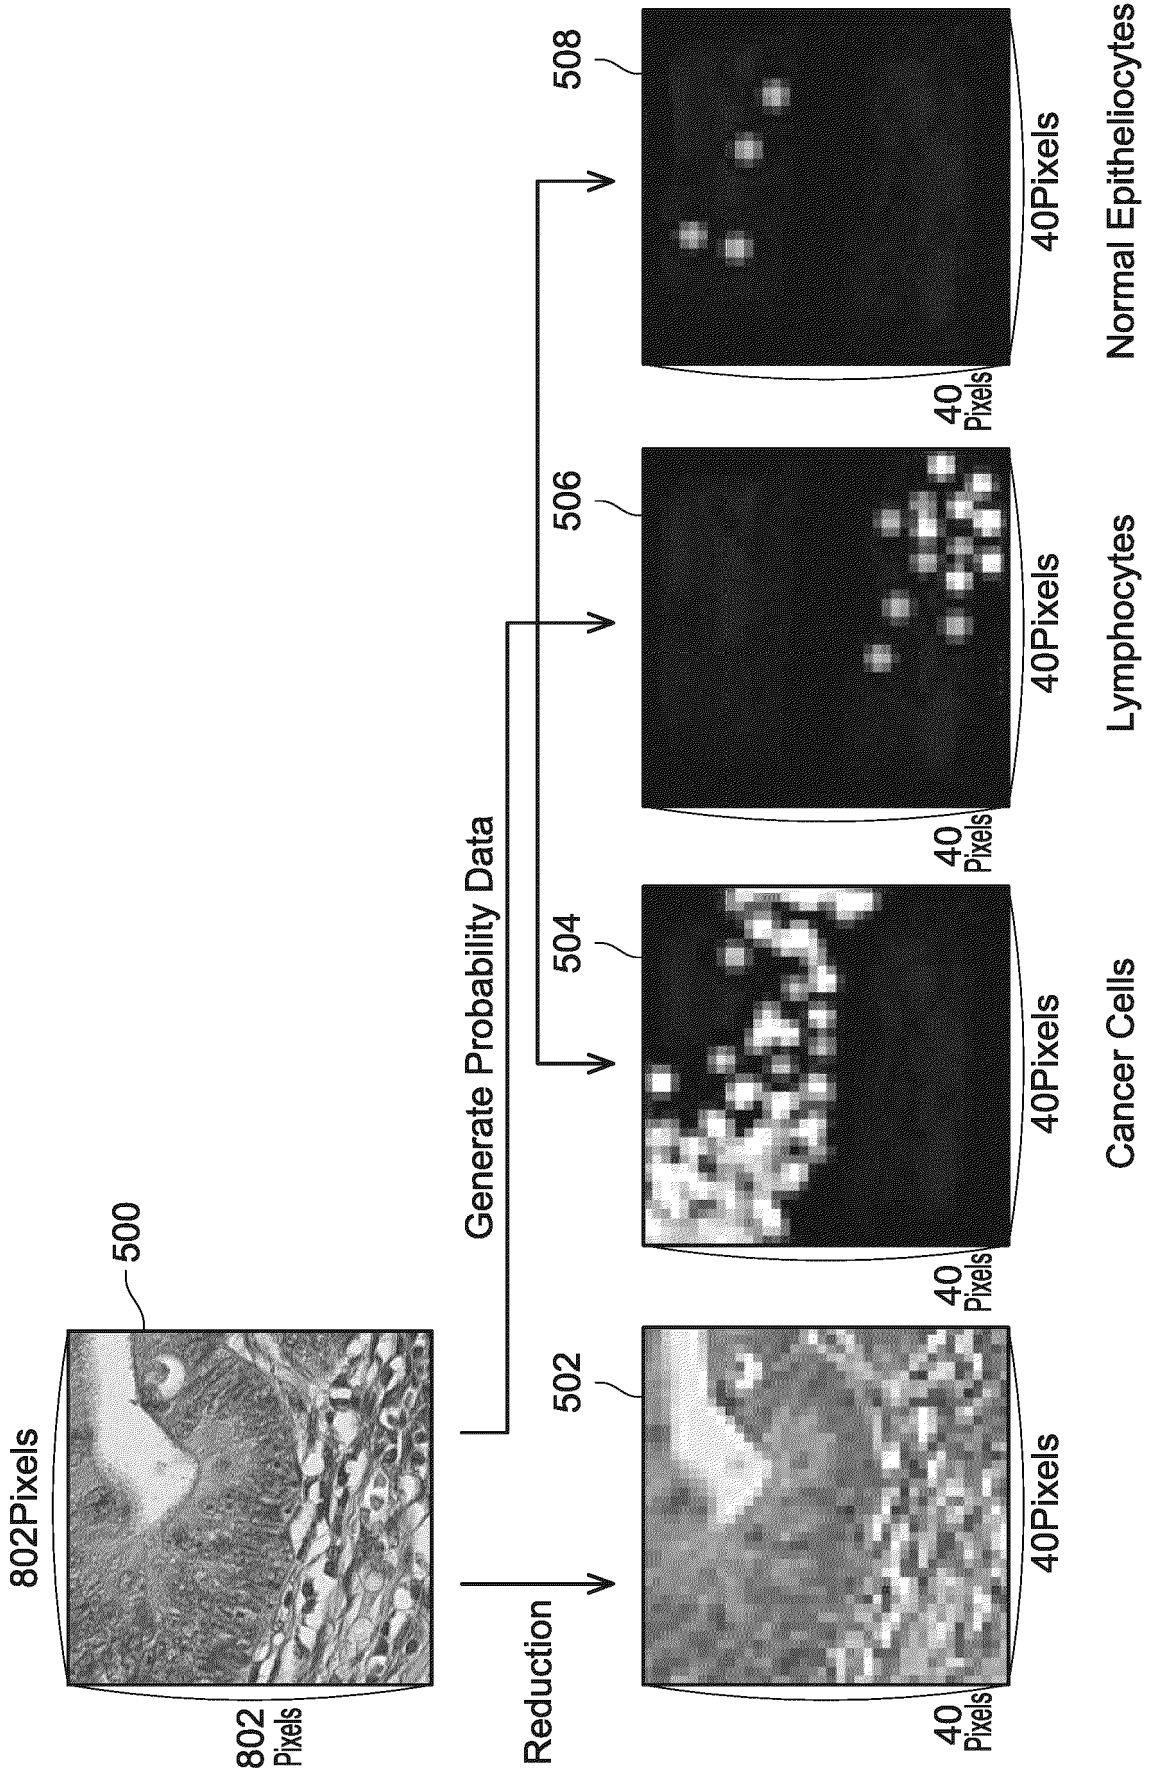 802Pixels
802
Pixels
500
Reduction
Generate Probability Data
502
504
506
508
40
Pixels
40Pixels
40
Pixels
40Pixels
40
Pixels
40Pixels
40
Pixels
40Pixels
Cancer Cells
Lymphocytes
Normal Epitheliocytes